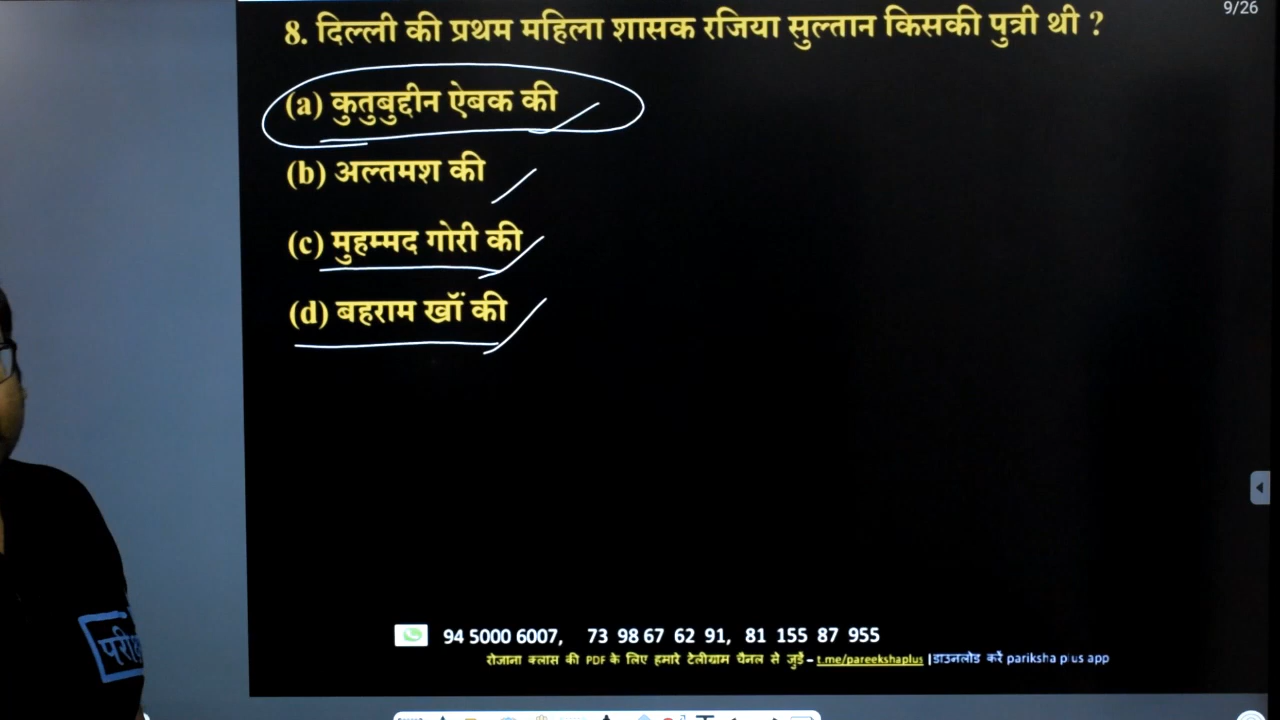 9/26
8. दिल्ली की प्रथम महिला शासक रजिया सुल्तान किसकी पुत्री थी ?
(a) कुतुबुद्दीन ऐबक की
(b) अल्तमश की
(c) मुहम्मद गोरी की
(d) बहराम खाँ की
94 5000 6007, 73 98 67 62 91, 81 155 87 955
रोजाना क्लास की PDF के लिए हमारे टेलीग्राम चैनल से जुड़ें – t.me/pareekshaplus |डाउनलोड करें pariksha plus app